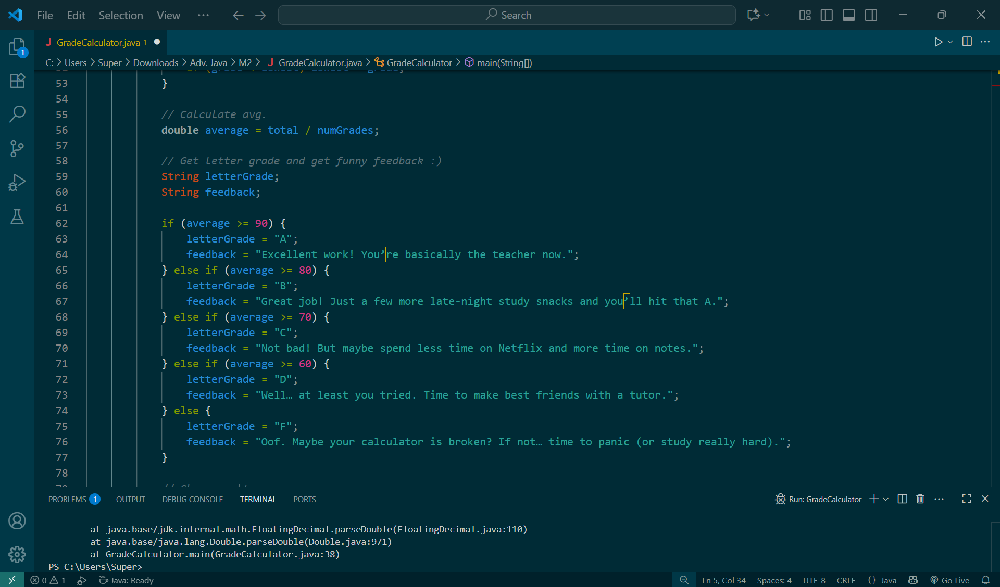 File Edit Selection View ··· Search
GradeCalculator.java 1
C: > Users > Super > Downloads > Adv. Java > M2 > J GradeCalculator.java > GradeCalculator > main(String[])
53 }
54
55 // Calculate avg.
56 double average = total / numGrades;
57
58 // Get letter grade and get funny feedback :)
59 String letterGrade;
60 String feedback;
61
62 if (average >= 90) {
63 letterGrade = "A";
64 feedback = "Excellent work! You’re basically the teacher now.";
65 } else if (average >= 80) {
66 letterGrade = "B";
67 feedback = "Great job! Just a few more late-night study snacks and you’ll hit that A.";
68 } else if (average >= 70) {
69 letterGrade = "C";
70 feedback = "Not bad! But maybe spend less time on Netflix and more time on notes.";
71 } else if (average >= 60) {
72 letterGrade = "D";
73 feedback = "Well… at least you tried. Time to make best friends with a tutor.";
74 } else {
75 letterGrade = "F";
76 feedback = "Oof. Maybe your calculator is broken? If not… time to panic (or study really hard).";
77 }
78
PROBLEMS 1 OUTPUT DEBUG CONSOLE TERMINAL PORTS Run: GradeCalculator
at java.base/jdk.internal.math.FloatingDecimal.parseDouble(FloatingDecimal.java:110)
at java.base/java.lang.Double.parseDouble(Double.java:971)
at GradeCalculator.main(GradeCalculator.java:38)
PS C:\Users\Super>
0 1 Java: Ready Ln 5, Col 34 Spaces: 4 UTF-8 CRLF {} Java Go Live